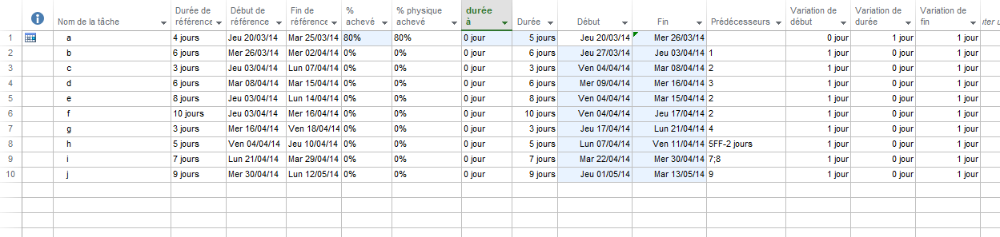 Nom de la tâche Durée de référence Début de référence Fin de référence % achevé % physique achevé durée à Durée Début Fin Prédécesseurs Variation de début Variation de durée Variation de fin
1 a 4 jours Jeu 20/03/14 Mar 25/03/14 80% 80% 0 jour 5 jours Jeu 20/03/14 Mer 26/03/14 0 jour 1 jour 1 jour
2 b 6 jours Mer 26/03/14 Mer 02/04/14 0% 0% 0 jour 6 jours Jeu 27/03/14 Jeu 03/04/14 1 1 jour 0 jour 1 jour
3 c 3 jours Jeu 03/04/14 Lun 07/04/14 0% 0% 0 jour 3 jours Ven 04/04/14 Mar 08/04/14 2 1 jour 0 jour 1 jour
4 d 6 jours Mar 08/04/14 Mar 15/04/14 0% 0% 0 jour 6 jours Mer 09/04/14 Mer 16/04/14 3 1 jour 0 jour 1 jour
5 e 8 jours Jeu 03/04/14 Lun 14/04/14 0% 0% 0 jour 8 jours Ven 04/04/14 Mar 15/04/14 2 1 jour 0 jour 1 jour
6 f 10 jours Jeu 03/04/14 Mer 16/04/14 0% 0% 0 jour 10 jours Ven 04/04/14 Jeu 17/04/14 2 1 jour 0 jour 1 jour
7 g 3 jours Mer 16/04/14 Ven 18/04/14 0% 0% 0 jour 3 jours Jeu 17/04/14 Lun 21/04/14 4 1 jour 0 jour 1 jour
8 h 5 jours Ven 04/04/14 Jeu 10/04/14 0% 0% 0 jour 5 jours Lun 07/04/14 Ven 11/04/14 5FF-2 jours 1 jour 0 jour 1 jour
9 i 7 jours Lun 21/04/14 Mar 29/04/14 0% 0% 0 jour 7 jours Mar 22/04/14 Mer 30/04/14 7;8 1 jour 0 jour 1 jour
10 j 9 jours Mer 30/04/14 Lun 12/05/14 0% 0% 0 jour 9 jours Jeu 01/05/14 Mar 13/05/14 9 1 jour 0 jour 1 jour